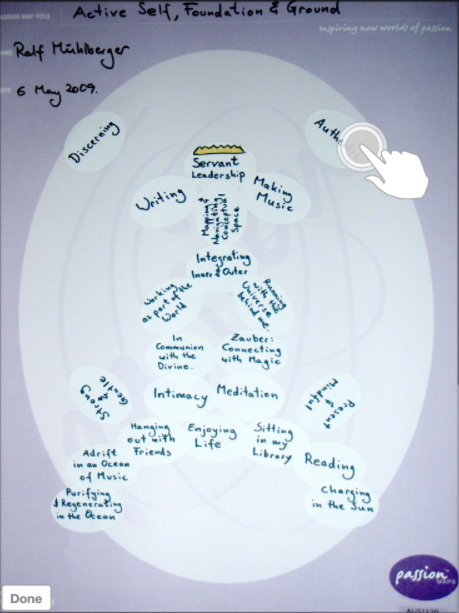 Active Self, Foundation & Ground
PASSION MAP TITLE
Inspiring new worlds of passion
Ralf Mühlberger
6 May 2009.
Discerning
Servant
Leadership
Writing
Making
Music
Mapping &
Navigating
Conceptual
Space
Integrating
Inner & Outer
Working
as part of the
World
Running
with the
Universe
behind me.
In
Communion
with the
Divine.
Zauber:
Connecting
with Magic
Strong
&
Gentle
Intimacy
Meditation
Present
&
Mindful
Hanging
out with
Friends
Enjoying
Life
Sitting
in my
Library
Adrift
in an Ocean
of Music
Reading
Purifying
& Regenerating
in the Ocean
Charging
in the Sun
passion
MAPS
Done